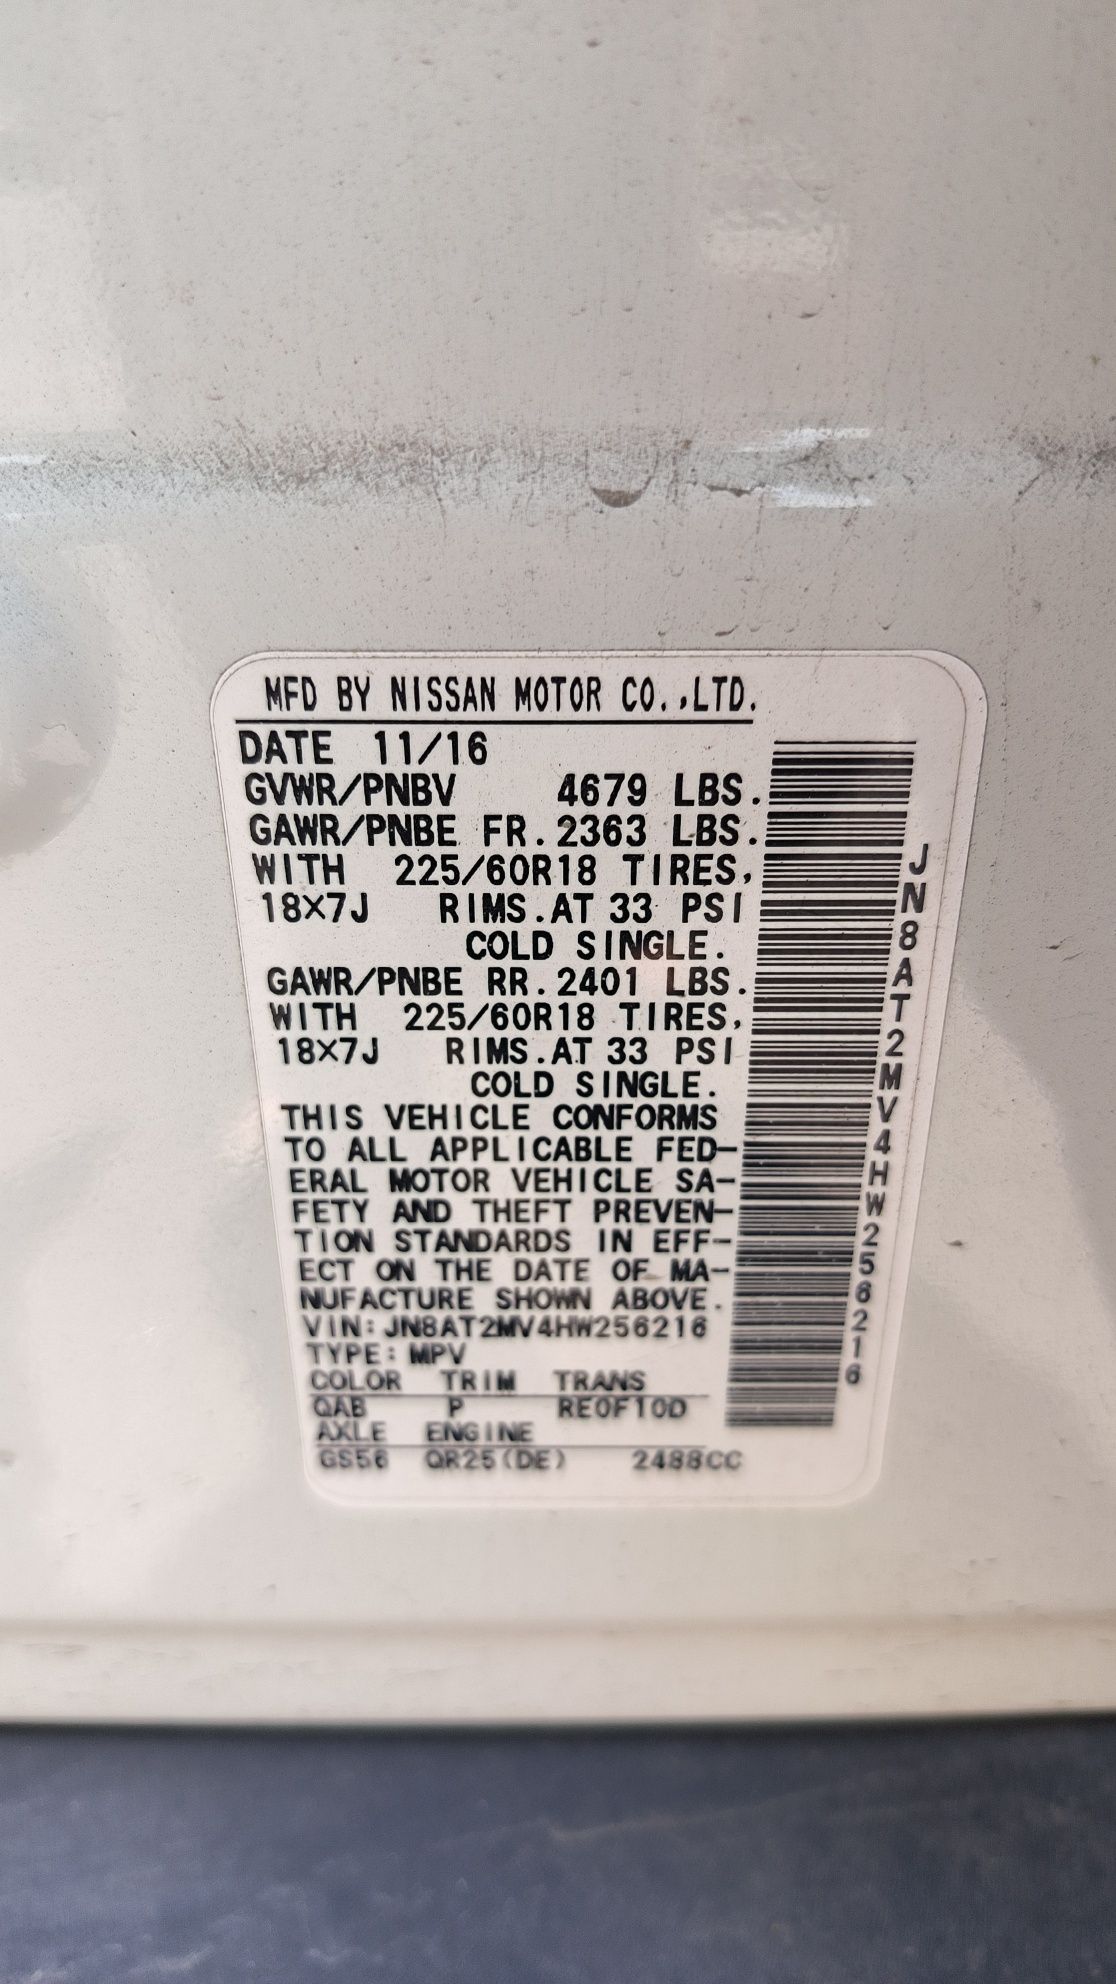 MFD BY NISSAN MOTOR CO.,LTD.
DATE 11/16
GVWR/PNBV 4679 LBS.
GAWR/PNBE FR. 2363 LBS.
WITH 225/60R18 TIRES,
18×7J RIMS.AT 33 PSI
COLD SINGLE.
GAWR/PNBE RR. 2401 LBS.
WITH 225/60R18 TIRES,
18×7J RIMS.AT 33 PSI
COLD SINGLE.
THIS VEHICLE CONFORMS
TO ALL APPLICABLE FED-
ERAL MOTOR VEHICLE SA-
FETY AND THEFT PREVEN-
TION STANDARDS IN EFF-
ECT ON THE DATE OF MA-
NUFACTURE SHOWN ABOVE.
VIN: JN8AT2MV4HW256216
TYPE: MPV
COLOR TRIM TRANS
QAB P RE0F10D
AXLE ENGINE
GS56 QR25(DE) 2488CC
JN8AT2MV4HW256216